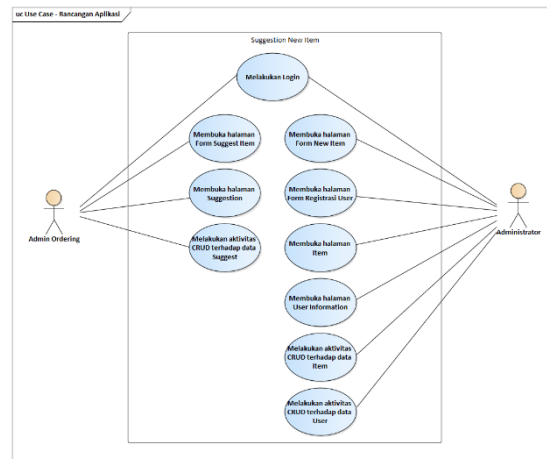 uc Use Case - Rancangan Aplikasi
Suggestion New Item
Melakukan Login
Membuka halaman
Form Suggest Item
Membuka halaman
Form New Item
Membuka halaman
Suggestion
Membuka halaman
Form Registrasi User
Melakukan aktivitas
CRUD terhadap data
Suggest
Membuka halaman
Item
Membuka halaman
User Information
Melakukan aktivitas
CRUD terhadap data
Item
Melakukan aktivitas
CRUD terhadap data
User
Admin Ordering
Administrator